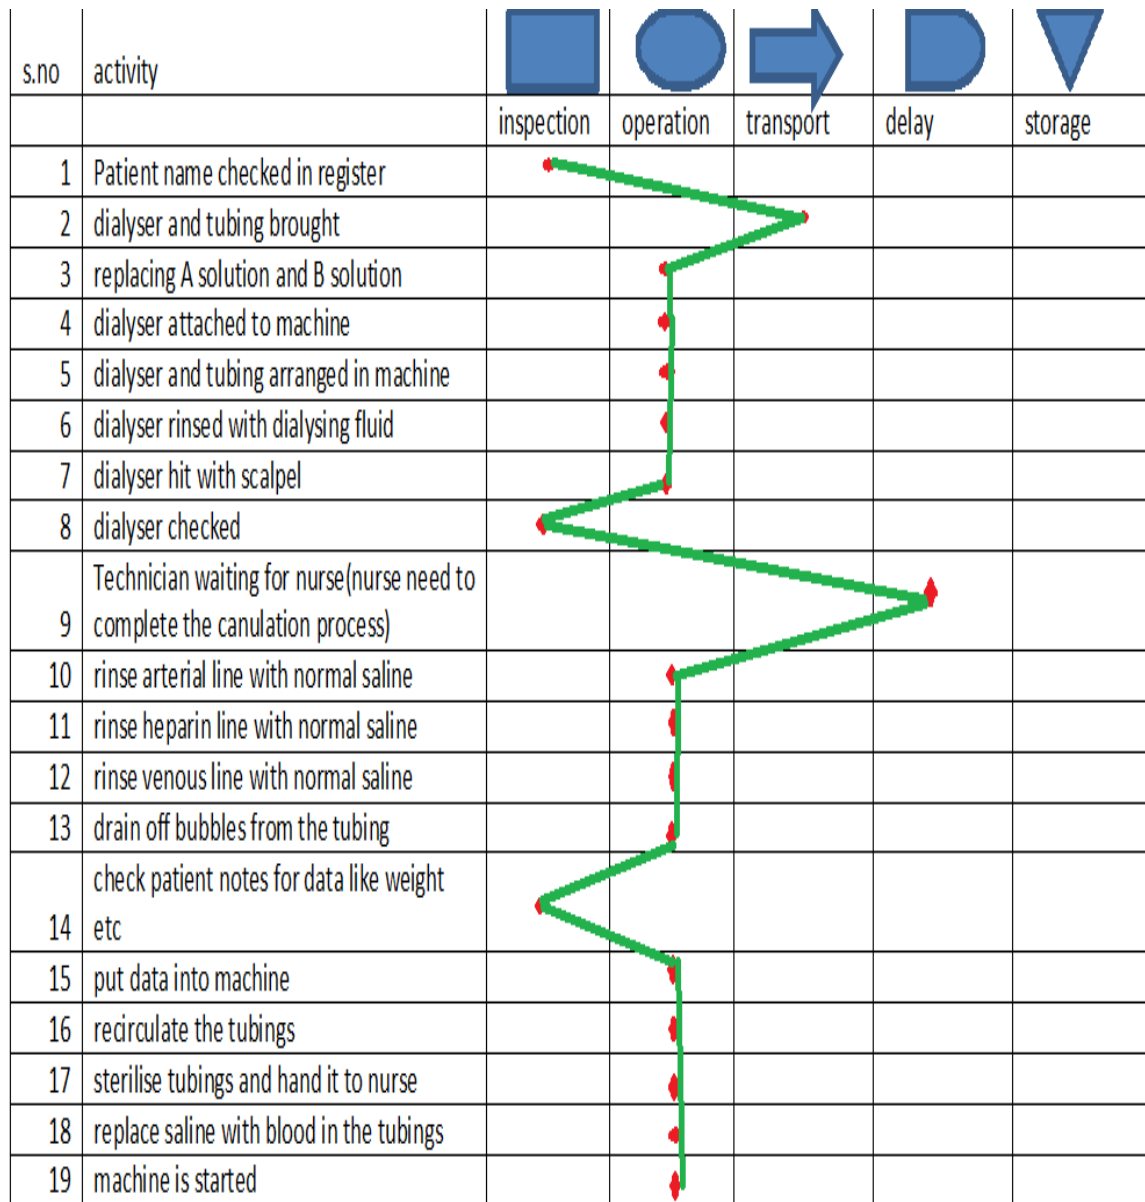 s.no activity
inspection operation transport delay storage
1 Patient name checked in register
2 dialyser and tubing brought
3 replacing A solution and B solution
4 dialyser attached to machine
5 dialyser and tubing arranged in machine
6 dialyser rinsed with dialysing fluid
7 dialyser hit with scalpel
8 dialyser checked
Technician waiting for nurse(nurse need to
9 complete the canulation process)
10 rinse arterial line with normal saline
11 rinse heparin line with normal saline
12 rinse venous line with normal saline
13 drain off bubbles from the tubing
check patient notes for data like weight
14 etc
15 put data into machine
16 recirculate the tubings
17 sterilise tubings and hand it to nurse
18 replace saline with blood in the tubings
19 machine is started